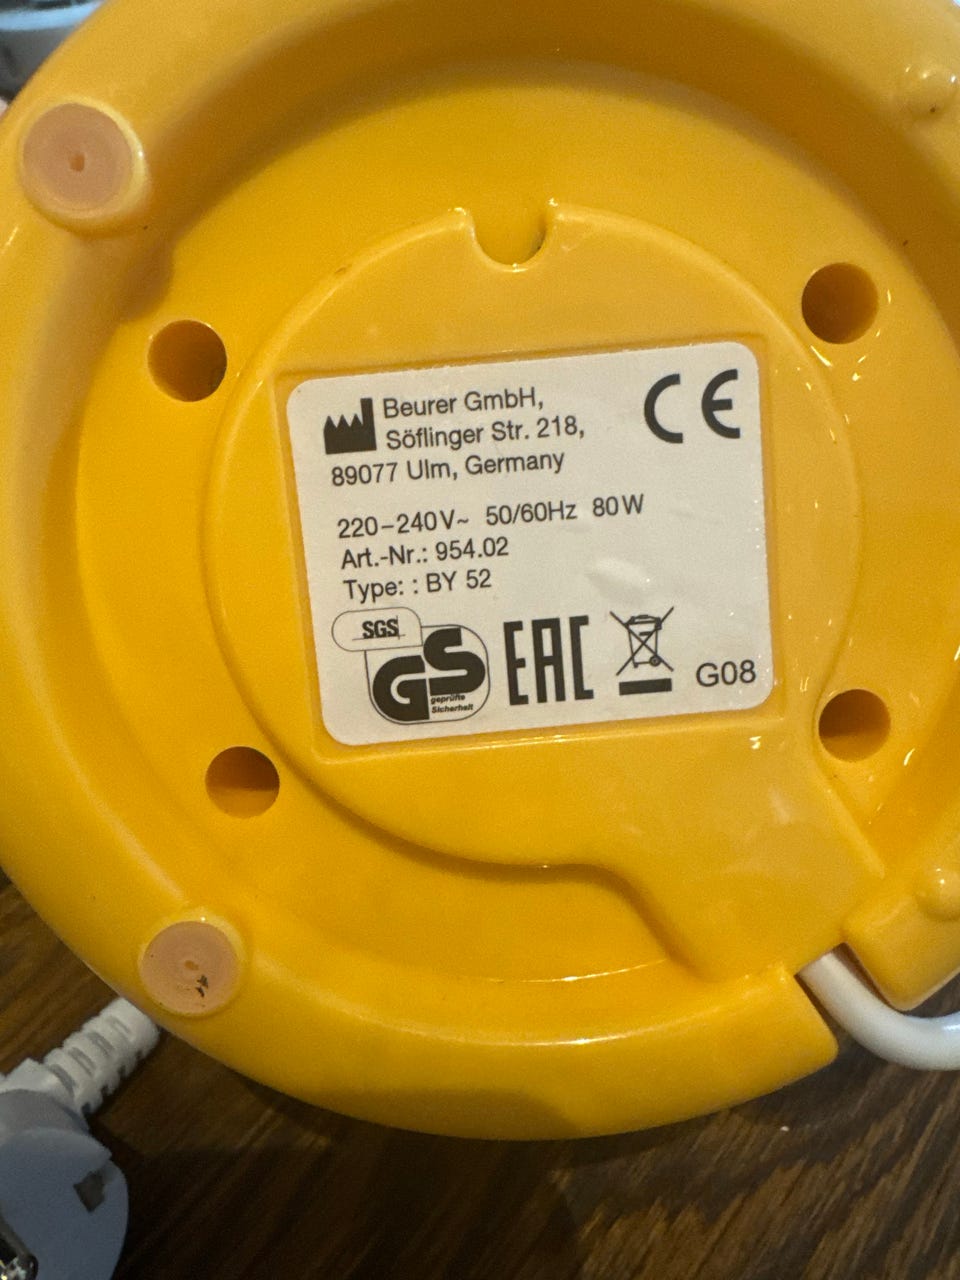 Beurer GmbH,
Söflinger Str. 218,
89077 Ulm, Germany
CE
220–240V~ 50/60Hz 80W
Art.-Nr.: 954.02
Type: : BY 52
SGS
GS
geprüfte
Sicherheit
EAC
G08